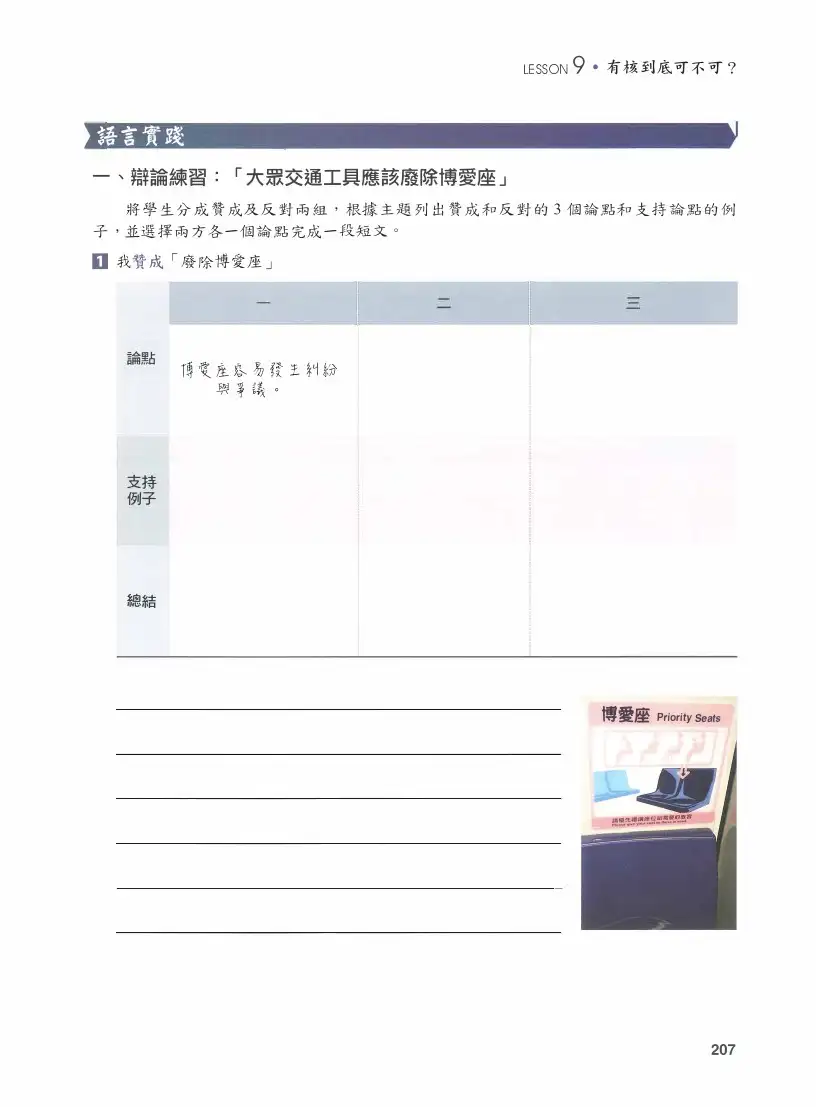 LESSON 9 • 有核到底可不可？
語言實踐
一、辯論練習：「大眾交通工具應該廢除博愛座」
將學生分成贊成及反對兩組，根據主題列出贊成和反對的 3 個論點和支持論點的例
子，並選擇兩方各一個論點完成一段短文。
1 我贊成「廢除博愛座」
一 二 三
論點
博愛座容易發生糾紛
與爭議。
支持
例子
總結
博愛座 Priority Seats
207